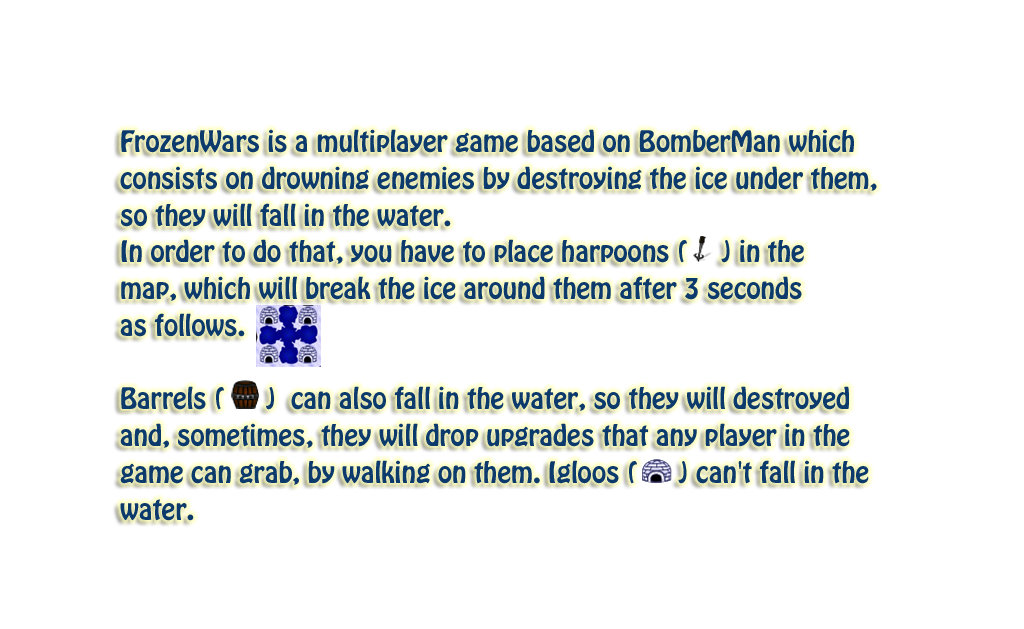 FrozenWars is a multiplayer game based on BomberMan which
consists on drowning enemies by destroying the ice under them,
so they will fall in the water.
In order to do that, you have to place harpoons ( ) in the
map, which will break the ice around them after 3 seconds
as follows.
Barrels ( ) can also fall in the water, so they will destroyed
and, sometimes, they will drop upgrades that any player in the
game can grab, by walking on them. Igloos ( ) can't fall in the
water.